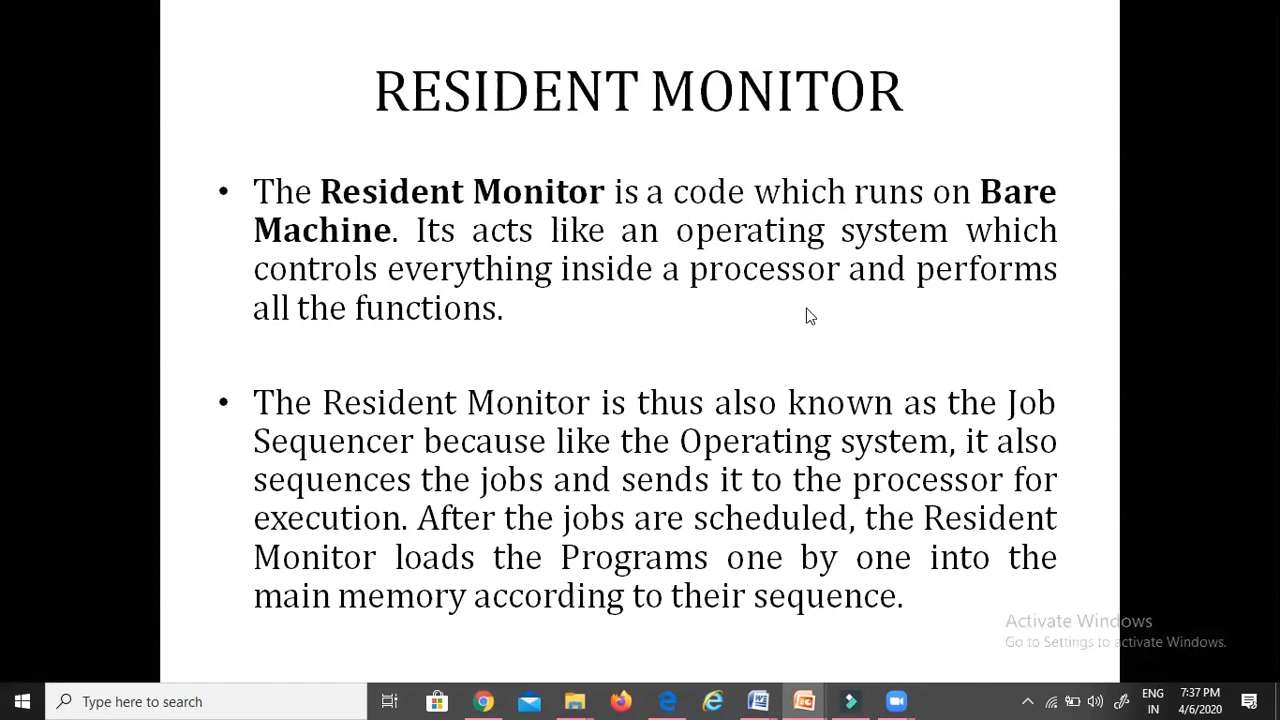 RESIDENT MONITOR
• The Resident Monitor is a code which runs on Bare
Machine. Its acts like an operating system which
controls everything inside a processor and performs
all the functions.
• The Resident Monitor is thus also known as the Job
Sequencer because like the Operating system, it also
sequences the jobs and sends it to the processor for
execution. After the jobs are scheduled, the Resident
Monitor loads the Programs one by one into the
main memory according to their sequence.
Activate Windows
Go to Settings to activate Windows.
Type here to search
ENG
IN
7:37 PM
4/6/2020